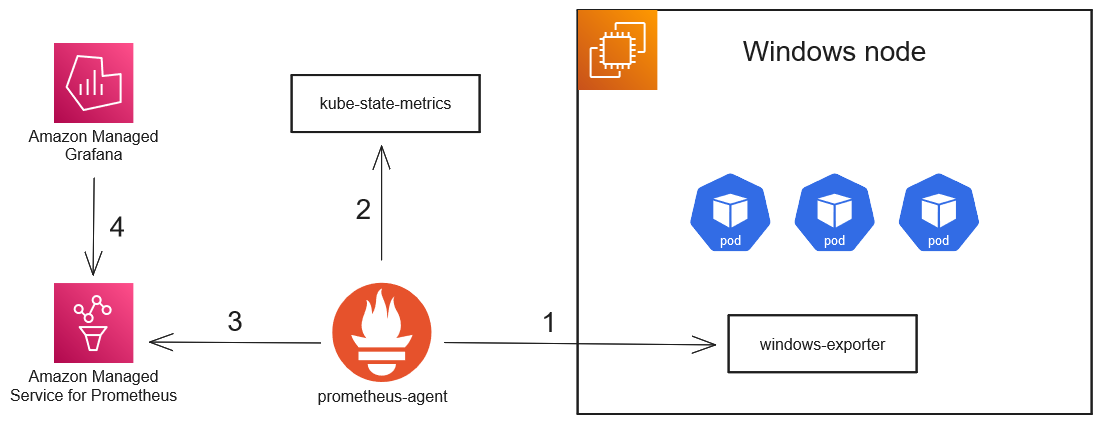 Windows node
Amazon Managed
Grafana
kube-state-metrics
4
2
pod
pod
pod
3
1
windows-exporter
Amazon Managed
Service for Prometheus
prometheus-agent